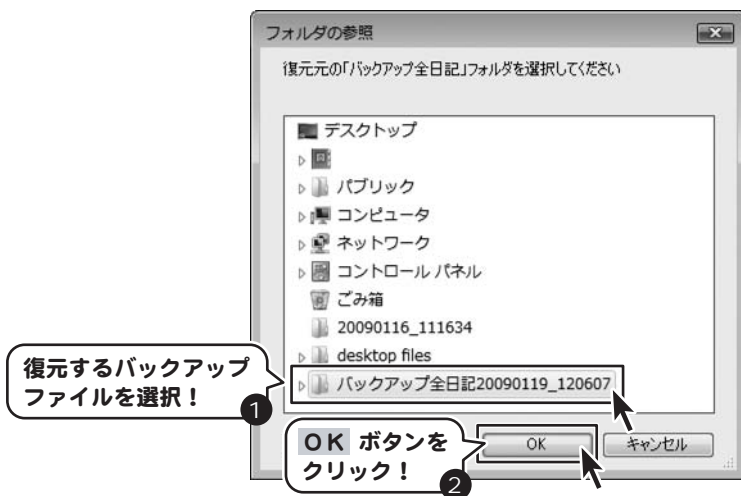 フォルダの参照
復元元の「バックアップ全日記」フォルダを選択してください
デスクトップ
パブリック
コンピュータ
ネットワーク
コントロール パネル
ごみ箱
20090116_111634
desktop files
バックアップ全日記20090119_120607
復元するバックアップ
ファイルを選択！
1
OK ボタンを
クリック！
2
OK
キャンセル